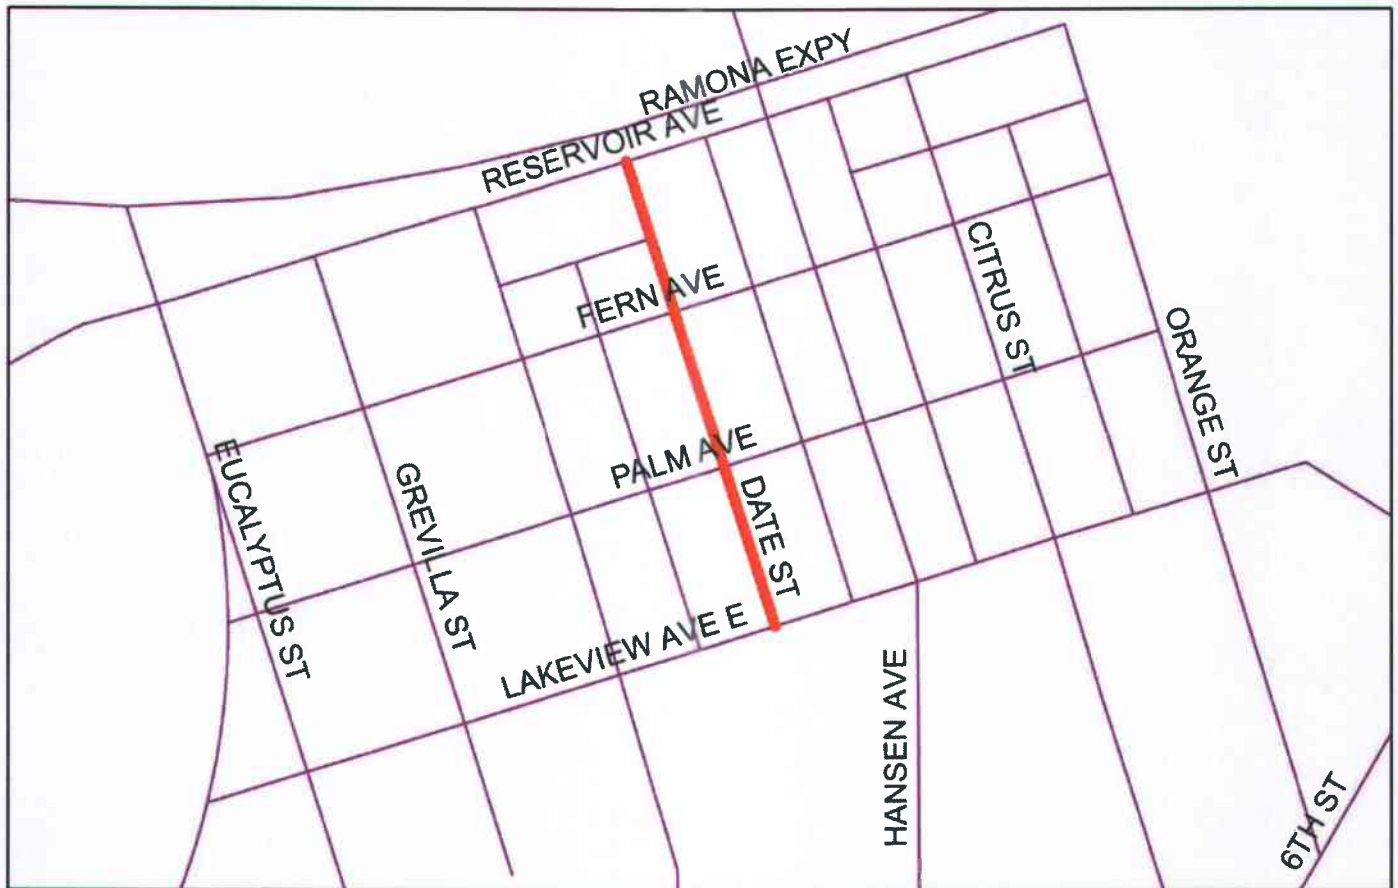 RAMONA EXPY
RESERVOIR AVE
FERN AVE
CITRUS ST
ORANGE ST
PALM AVE
EUCALYPTUS ST
GREVILLA ST
DATE ST
LAKEVIEW AVE E
HANSEN AVE
6TH ST